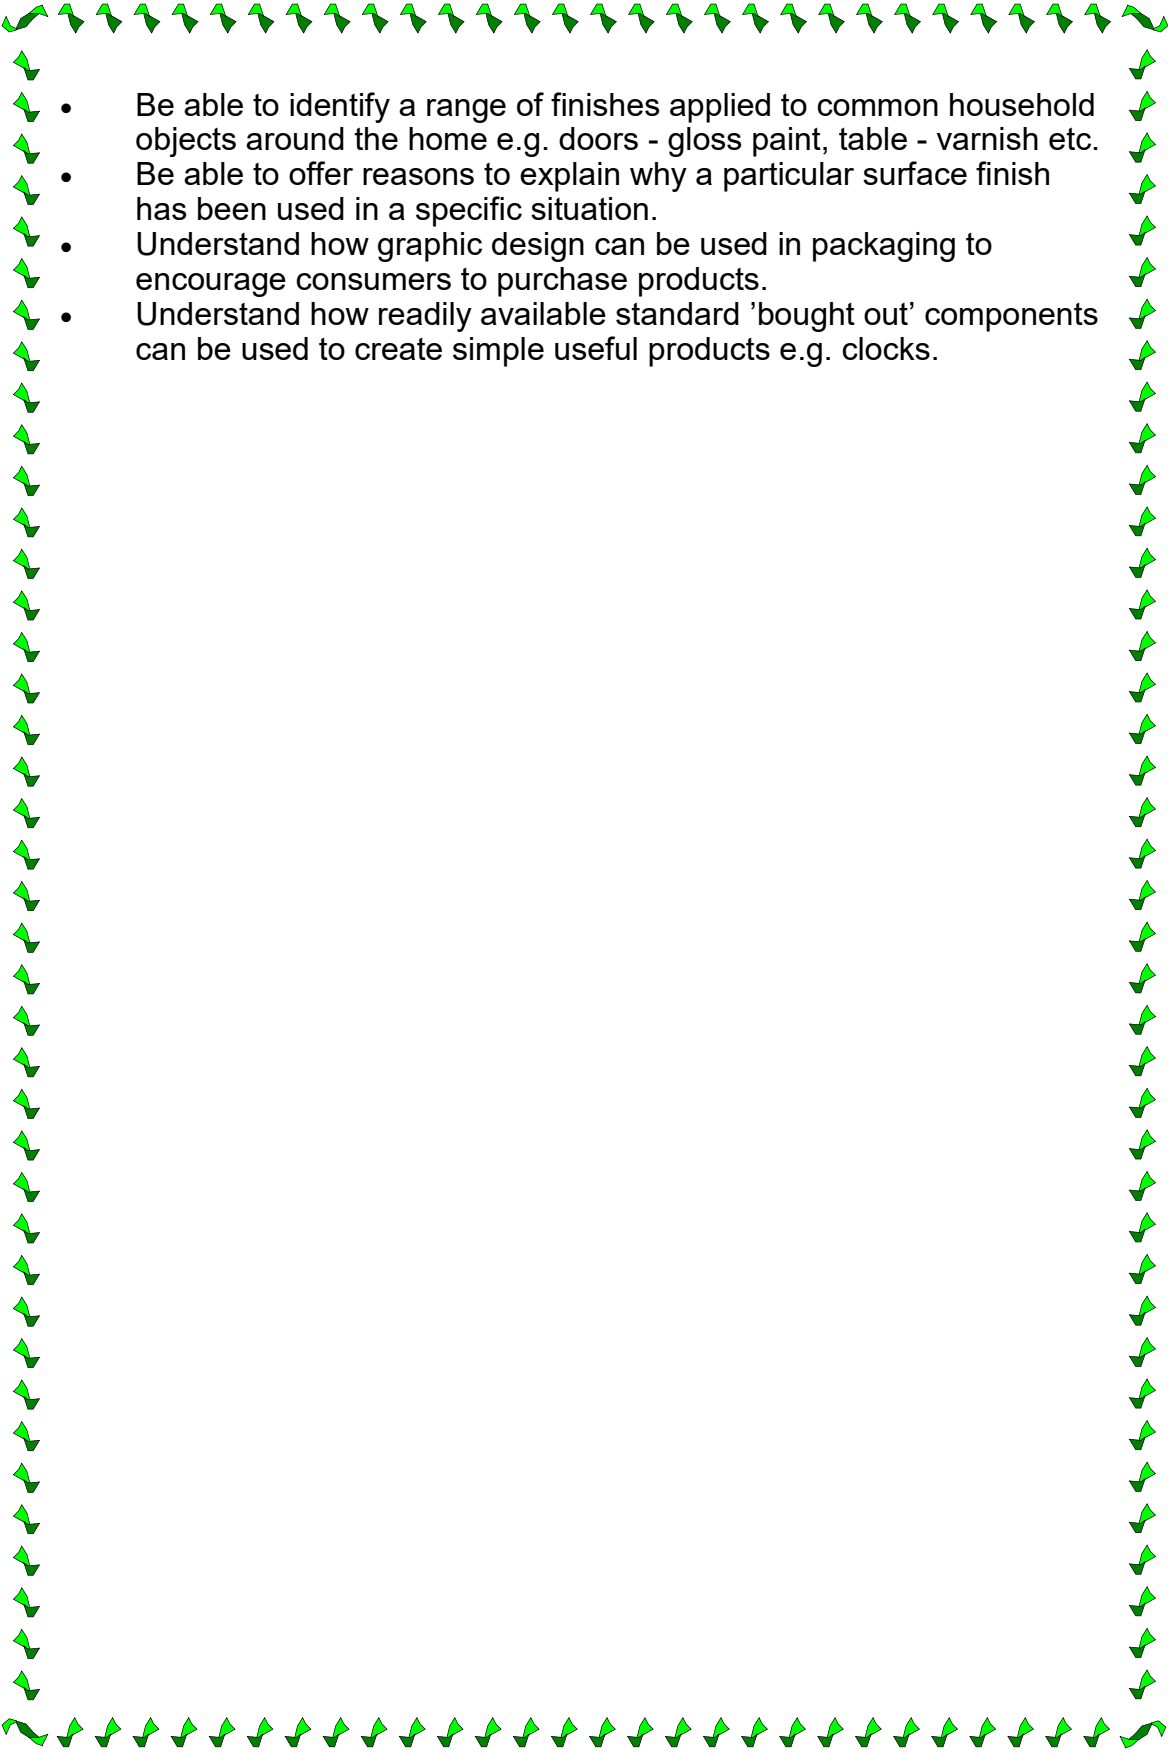 • Be able to identify a range of finishes applied to common household
objects around the home e.g. doors - gloss paint, table - varnish etc.
• Be able to offer reasons to explain why a particular surface finish
has been used in a specific situation.
• Understand how graphic design can be used in packaging to
encourage consumers to purchase products.
• Understand how readily available standard ’bought out’ components
can be used to create simple useful products e.g. clocks.